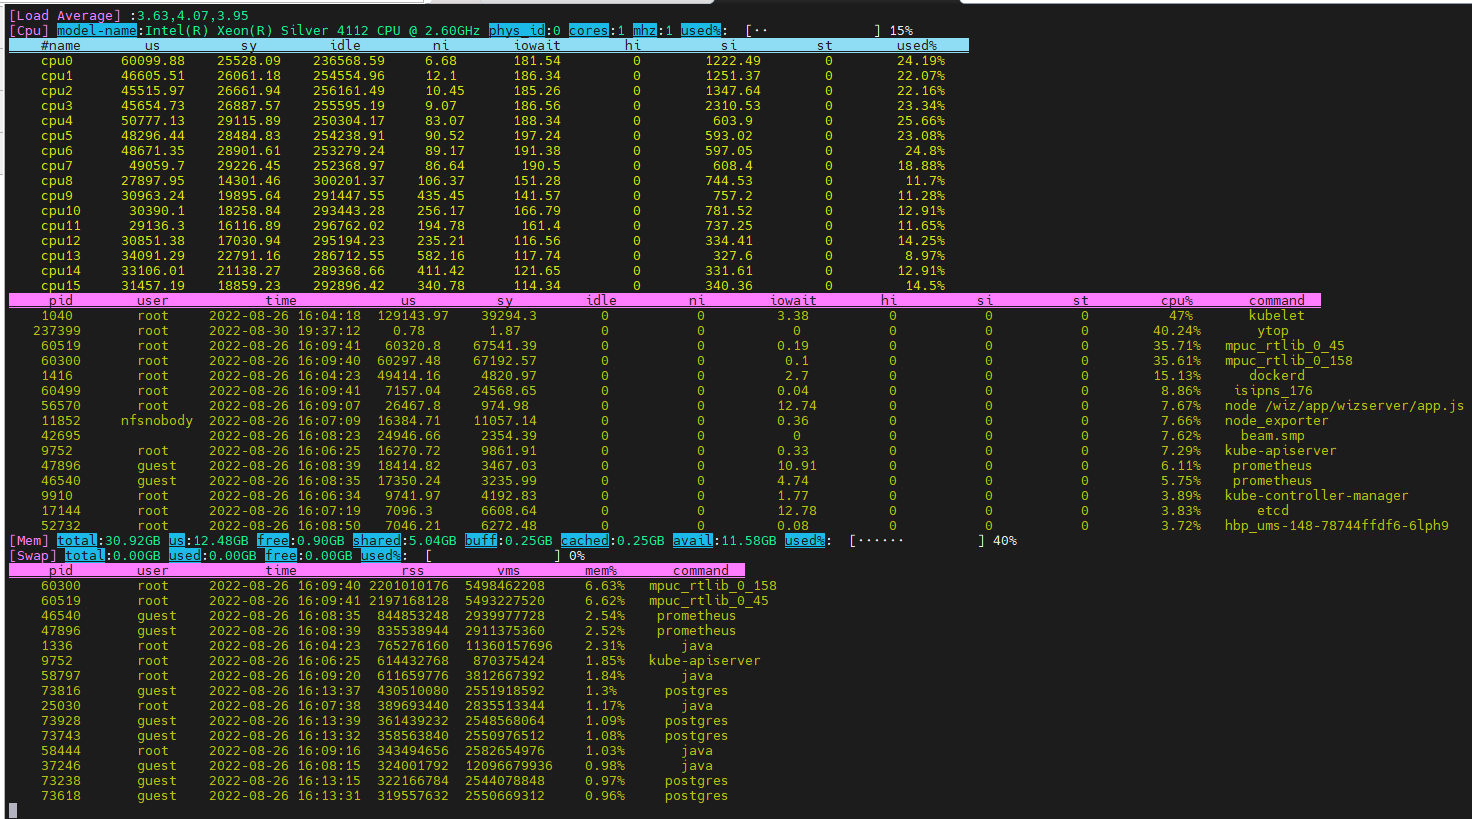 [Load Average] :3.63,4.07,3.95
[Cpu] model-name:Intel(R) Xeon(R) Silver 4112 CPU @ 2.60GHz phys_id:0 cores:1 mhz:1 used%: [·· ] 15%
#name us sy idle ni iowait hi si st used%
cpu0 60099.88 25528.09 236568.59 6.68 181.54 0 1222.49 0 24.19%
cpu1 46605.51 26061.18 254554.96 12.1 186.34 0 1251.37 0 22.07%
cpu2 45515.97 26661.94 256161.49 10.45 185.26 0 1347.64 0 22.16%
cpu3 45654.73 26887.57 255595.19 9.07 186.56 0 2310.53 0 23.34%
cpu4 50777.13 29115.89 250304.17 83.07 188.34 0 603.9 0 25.66%
cpu5 48296.44 28484.83 254238.91 90.52 197.24 0 593.02 0 23.08%
cpu6 48671.35 28901.61 253279.24 89.17 191.38 0 597.05 0 24.8%
cpu7 49059.7 29226.45 252368.97 86.64 190.5 0 608.4 0 18.88%
cpu8 27897.95 14301.46 300201.37 106.37 151.28 0 744.53 0 11.7%
cpu9 30963.24 19895.64 291447.55 435.45 141.57 0 757.2 0 11.28%
cpu10 30390.1 18258.84 293443.28 256.17 166.79 0 781.52 0 12.91%
cpu11 29136.3 16116.89 296762.02 194.78 161.4 0 737.25 0 11.65%
cpu12 30851.38 17030.94 295194.23 235.21 116.56 0 334.41 0 14.25%
cpu13 34091.29 22791.16 286712.55 582.16 117.74 0 327.6 0 8.97%
cpu14 33106.01 21138.27 289368.66 411.42 121.65 0 331.61 0 12.91%
cpu15 31457.19 18859.23 292896.42 340.78 114.34 0 340.36 0 14.5%
pid user time us sy idle ni iowait hi si st cpu% command
1040 root 2022-08-26 16:04:18 129143.97 39294.3 0 0 3.38 0 0 0 47% kubelet
237399 root 2022-08-30 19:37:12 0.78 1.87 0 0 0 0 0 0 40.24% ytop
60519 root 2022-08-26 16:09:41 60320.8 67541.39 0 0 0.19 0 0 0 35.71% mpuc_rtlib_0_45
60300 root 2022-08-26 16:09:40 60297.48 67192.57 0 0 0.1 0 0 0 35.61% mpuc_rtlib_0_158
1416 root 2022-08-26 16:04:23 49414.16 4820.97 0 0 2.7 0 0 0 15.13% dockerd
60499 root 2022-08-26 16:09:41 7157.04 24568.65 0 0 0.04 0 0 0 8.86% isipns_176
56570 root 2022-08-26 16:09:07 26467.8 974.98 0 0 12.74 0 0 0 7.67% node /wiz/app/wizserver/app.js
11852 nfsnobody 2022-08-26 16:07:09 16384.71 11057.14 0 0 0.36 0 0 0 7.66% node_exporter
42695 2022-08-26 16:08:23 24946.66 2354.39 0 0 0 0 0 0 7.62% beam.smp
9752 root 2022-08-26 16:06:25 16270.72 9861.91 0 0 0.33 0 0 0 7.29% kube-apiserver
47896 guest 2022-08-26 16:08:39 18414.82 3467.03 0 0 10.91 0 0 0 6.11% prometheus
46540 guest 2022-08-26 16:08:35 17350.24 3235.99 0 0 4.74 0 0 0 5.75% prometheus
9910 root 2022-08-26 16:06:34 9741.97 4192.83 0 0 1.77 0 0 0 3.89% kube-controller-manager
17144 root 2022-08-26 16:07:19 7096.3 6608.64 0 0 12.78 0 0 0 3.83% etcd
52732 root 2022-08-26 16:08:50 7046.21 6272.48 0 0 0.08 0 0 0 3.72% hbp_ums-148-78744ffdf6-6lph9
[Mem] total:30.92GB us:12.48GB free:0.90GB shared:5.04GB buff:0.25GB cached:0.25GB avail:11.58GB used%: [······ ] 40%
[Swap] total:0.00GB used:0.00GB free:0.00GB used%: [ ] 0%
pid user time rss vms mem% command
60300 root 2022-08-26 16:09:40 2201010176 5498462208 6.63% mpuc_rtlib_0_158
60519 root 2022-08-26 16:09:41 2197168128 5493227520 6.62% mpuc_rtlib_0_45
46540 guest 2022-08-26 16:08:35 844853248 2939977728 2.54% prometheus
47896 guest 2022-08-26 16:08:39 835538944 2911375360 2.52% prometheus
1336 root 2022-08-26 16:04:23 765276160 11360157696 2.31% java
9752 root 2022-08-26 16:06:25 614432768 870375424 1.85% kube-apiserver
58797 root 2022-08-26 16:09:20 611659776 3812667392 1.84% java
73816 guest 2022-08-26 16:13:37 430510080 2551918592 1.3% postgres
25030 root 2022-08-26 16:07:38 389693440 2835513344 1.17% java
73928 guest 2022-08-26 16:13:39 361439232 2548568064 1.09% postgres
73743 guest 2022-08-26 16:13:32 358563840 2550976512 1.08% postgres
58444 root 2022-08-26 16:09:16 343494656 2582654976 1.03% java
37246 guest 2022-08-26 16:08:15 324001792 12096679936 0.98% java
73238 guest 2022-08-26 16:13:15 322166784 2544078848 0.97% postgres
73618 guest 2022-08-26 16:13:31 319557632 2550669312 0.96% postgres